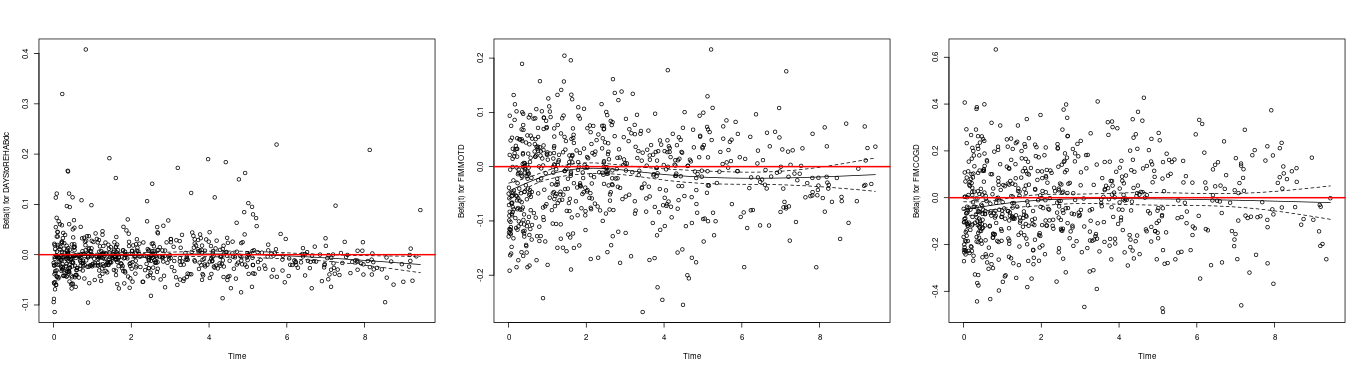 Beta(t) for DAYStoREHABdc
0.4
0.3
0.2
0.1
0.0
-0.1
0 2 4 6 8
Time
Beta(t) for FIMMOTD
0.2
0.1
0.0
-0.1
-0.2
0 2 4 6 8
Time
Beta(t) for FIMCOGD
0.6
0.4
0.2
0.0
-0.2
-0.4
0 2 4 6 8
Time